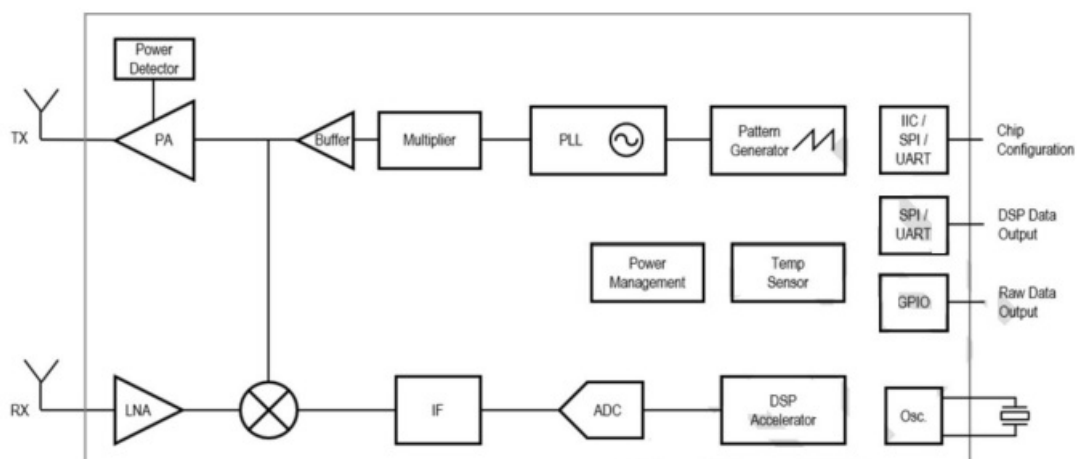 Power
Detector
TX
PA
Buffer
Multiplier
PLL
Pattern
Generator
IIC /
SPI /
UART
Chip
Configuration
SPI /
UART
DSP Data
Output
Power
Management
Temp
Sensor
GPIO
Raw Data
Output
RX
LNA
IF
ADC
DSP
Accelerator
Osc.